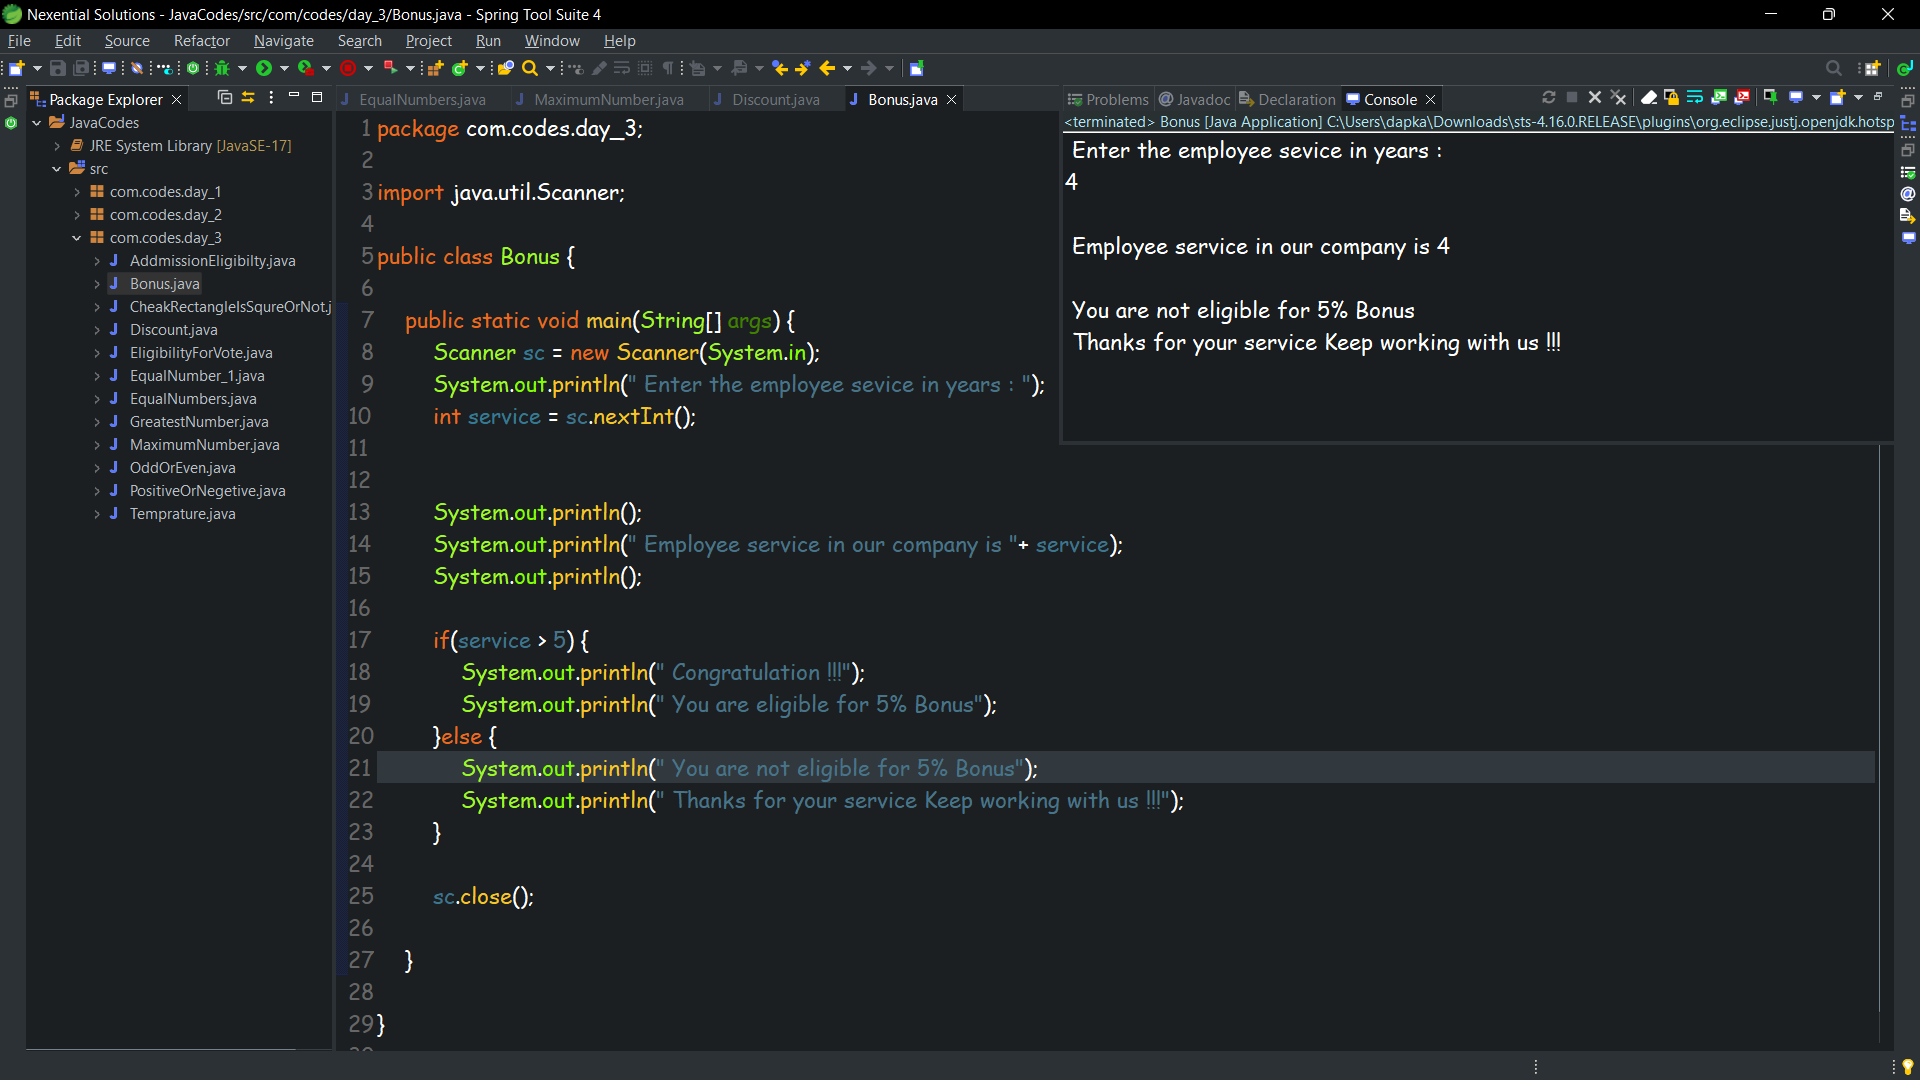 Nexential Solutions - JavaCodes/src/com/codes/day_3/Bonus.java - Spring Tool Suite 4
File Edit Source Refactor Navigate Search Project Run Window Help
Package Explorer
JavaCodes
JRE System Library [JavaSE-17]
src
com.codes.day_1
com.codes.day_2
com.codes.day_3
AddmissionEligibilty.java
Bonus.java
CheakRectangleIsSqureOrNot.j
Discount.java
EligibilityForVote.java
EqualNumber_1.java
EqualNumbers.java
GreatestNumber.java
MaximumNumber.java
OddOrEven.java
PositiveOrNegetive.java
Temprature.java
EqualNumbers.java MaximumNumber.java Discount.java Bonus.java
1 package com.codes.day_3;
2
3 import java.util.Scanner;
4
5 public class Bonus {
6
7 public static void main(String[] args) {
8 Scanner sc = new Scanner(System.in);
9 System.out.println(" Enter the employee sevice in years : ");
10 int service = sc.nextInt();
11
12
13 System.out.println();
14 System.out.println(" Employee service in our company is "+ service);
15 System.out.println();
16
17 if(service > 5) {
18 System.out.println(" Congratulation !!!");
19 System.out.println(" You are eligible for 5% Bonus");
20 }else {
21 System.out.println(" You are not eligible for 5% Bonus");
22 System.out.println(" Thanks for your service Keep working with us !!!");
23 }
24
25 sc.close();
26
27 }
28
29 }
Problems Javadoc Declaration Console
<terminated> Bonus [Java Application] C:\Users\dapka\Downloads\sts-4.16.0.RELEASE\plugins\org.eclipse.justj.openjdk.hotsp
Enter the employee sevice in years :
4
Employee service in our company is 4
You are not eligible for 5% Bonus
Thanks for your service Keep working with us !!!